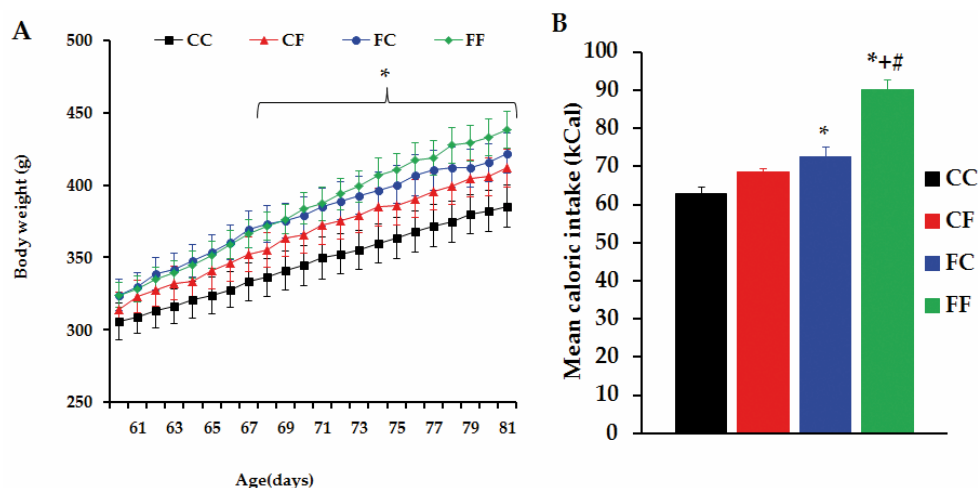 A
CC CF FC FF
*
500
450
400
350
300
250
Body weight (g)
61 63 65 67 69 71 73 75 77 79 81
Age(days)
B
100
90
80
70
60
50
40
30
20
10
0
Mean caloric intake (kCal)
*
*+#
CC
CF
FC
FF